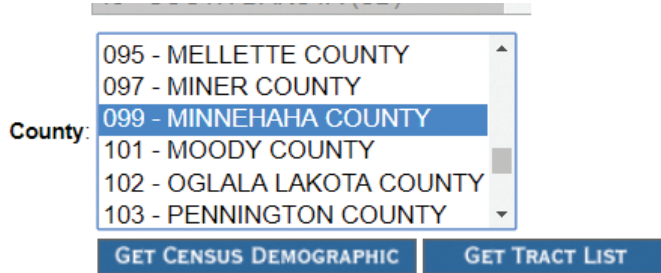 095 - MELLETTE COUNTY
097 - MINER COUNTY
County: 099 - MINNEHAHA COUNTY
101 - MOODY COUNTY
102 - OGLALA LAKOTA COUNTY
103 - PENNINGTON COUNTY
GET CENSUS DEMOGRAPHIC GET TRACT LIST